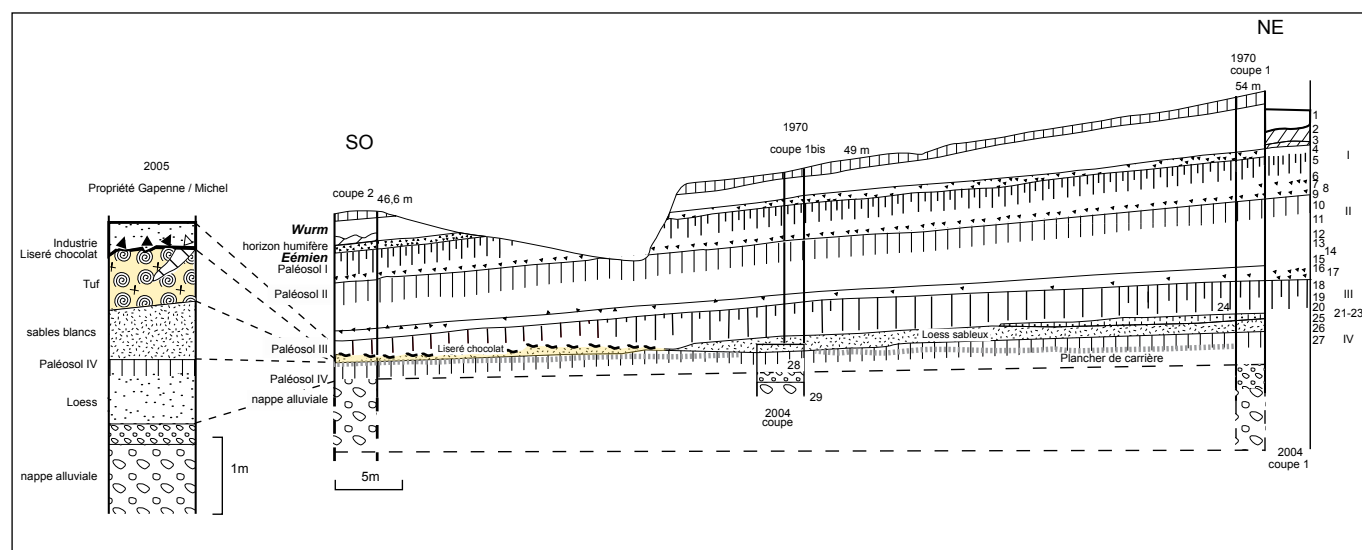 NE
1970
coupe 1
54 m
SO
1970
coupe 1bis
49 m
2005
Propriété Gapenne / Michel
coupe 2
46,6 m
Industrie
Liseré chocolat
Tuf
sables blancs
Paléosol IV
Loess
nappe alluviale
1m
Wurm
horizon humifère
Eémien
Paléosol I
Paléosol II
Paléosol III
Paléosol IV
nappe alluviale
Liseré chocolat
Loess sableux
Plancher de carrière
24
28
29
2004
coupe
5m
1
2
3
4
5
6
7
8
9
10
11
12
13
14
15
16
17
18
19
20
21-23
25
26
27
I
II
III
IV
2004
coupe 1